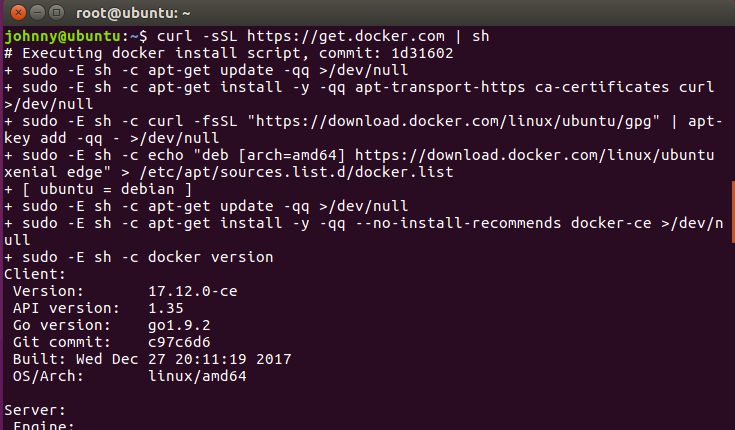 root@ubuntu: ~
johnny@ubuntu:~$ curl -sSL https://get.docker.com | sh
# Executing docker install script, commit: 1d31602
+ sudo -E sh -c apt-get update -qq >/dev/null
+ sudo -E sh -c apt-get install -y -qq apt-transport-https ca-certificates curl
>/dev/null
+ sudo -E sh -c curl -fsSL "https://download.docker.com/linux/ubuntu/gpg" | apt-
key add -qq - >/dev/null
+ sudo -E sh -c echo "deb [arch=amd64] https://download.docker.com/linux/ubuntu
xenial edge" > /etc/apt/sources.list.d/docker.list
+ [ ubuntu = debian ]
+ sudo -E sh -c apt-get update -qq >/dev/null
+ sudo -E sh -c apt-get install -y -qq --no-install-recommends docker-ce >/dev/n
ull
+ sudo -E sh -c docker version
Client:
 Version:       17.12.0-ce
 API version:   1.35
 Go version:    go1.9.2
 Git commit:    c97c6d6
 Built: Wed Dec 27 20:11:19 2017
 OS/Arch:       linux/amd64

Server:
 Engine: